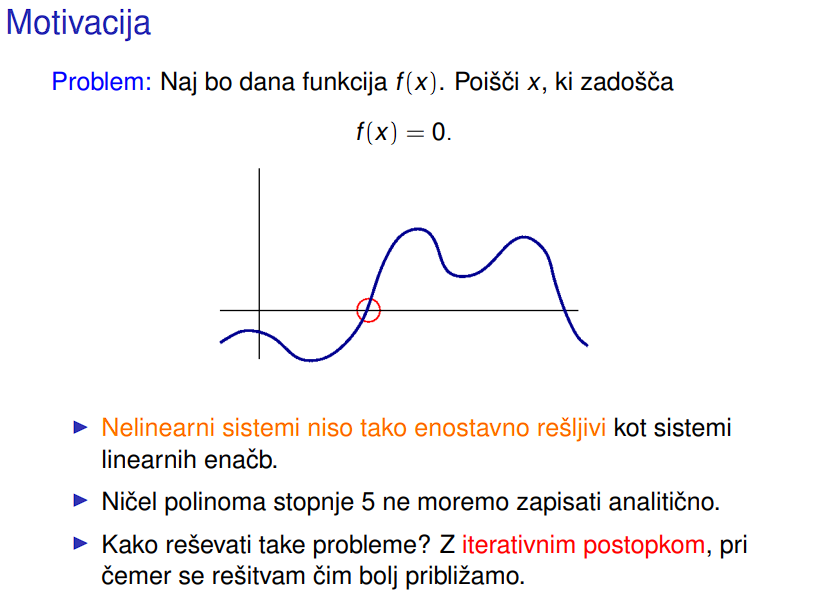 Motivacija
Problem: Naj bo dana funkcija f(x). Poišči x, ki zadošča
f(x) = 0.
Nelinearni sistemi niso tako enostavno rešljivi kot sistemi
linearnih enačb.
Ničel polinoma stopnje 5 ne moremo zapisati analitično.
Kako reševati take probleme? Z iterativnim postopkom, pri
čemer se rešitvam čim bolj približamo.